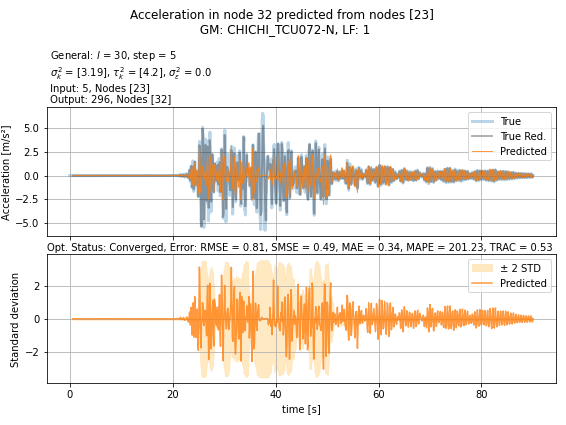 Acceleration in node 32 predicted from nodes [23]
GM: CHICHI_TCU072-N, LF: 1
General: l = 30, step = 5
σ²ₖ = [3.19], τ²ₖ = [4.2], σ²ε = 0.0
Input: 5, Nodes [23]
Output: 296, Nodes [32]
Acceleration [m/s²]
5.0
2.5
0.0
−2.5
−5.0
True
True Red.
Predicted
Opt. Status: Converged, Error: RMSE = 0.81, SMSE = 0.49, MAE = 0.34, MAPE = 201.23, TRAC = 0.53
Standard deviation
2
0
−2
± 2 STD
Predicted
0
20
40
60
80
time [s]